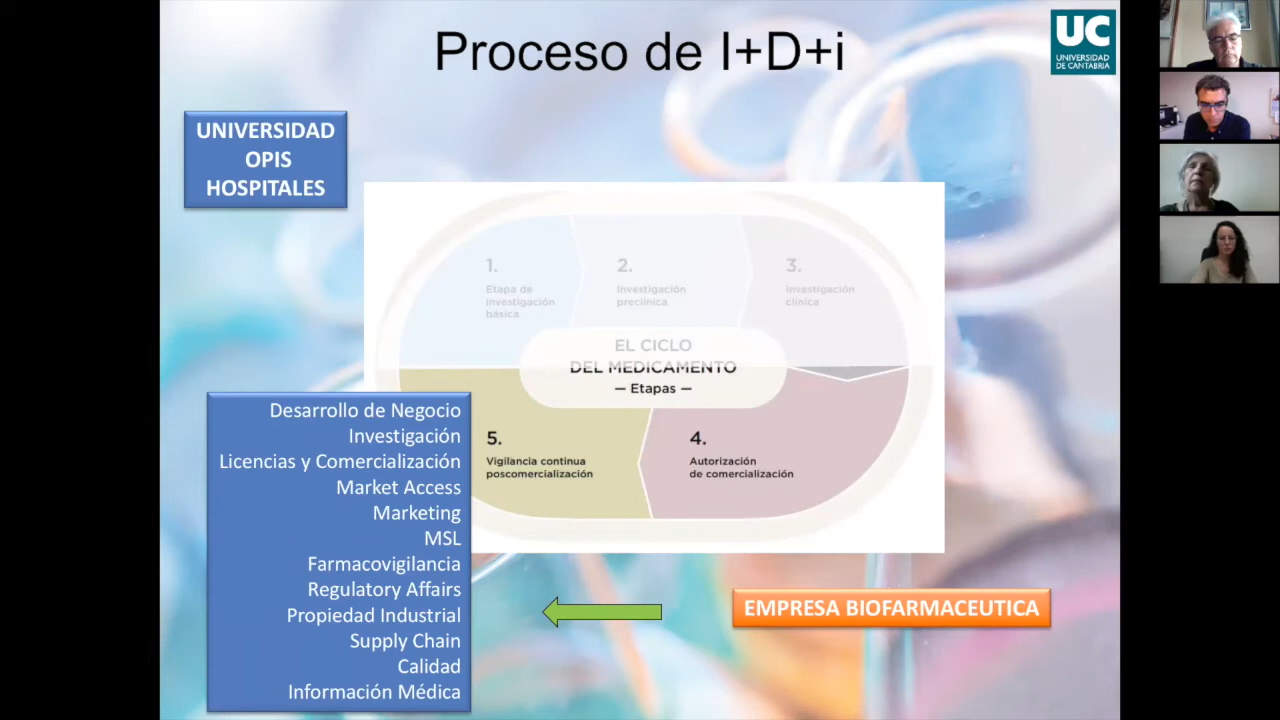 Proceso de I+D+i
UC
UNIVERSIDAD
DE CANTABRIA
UNIVERSIDAD
OPIS
HOSPITALES
1.
Etapa de
investigación
básica
2.
Investigación
preclínica
3.
Investigación
clínica
EL CICLO
DEL MEDICAMENTO
— Etapas —
5.
Vigilancia continua
poscomercialización
4.
Autorización
de comercialización
Desarrollo de Negocio
Investigación
Licencias y Comercialización
Market Access
Marketing
MSL
Farmacovigilancia
Regulatory Affairs
Propiedad Industrial
Supply Chain
Calidad
Información Médica
EMPRESA BIOFARMACEUTICA